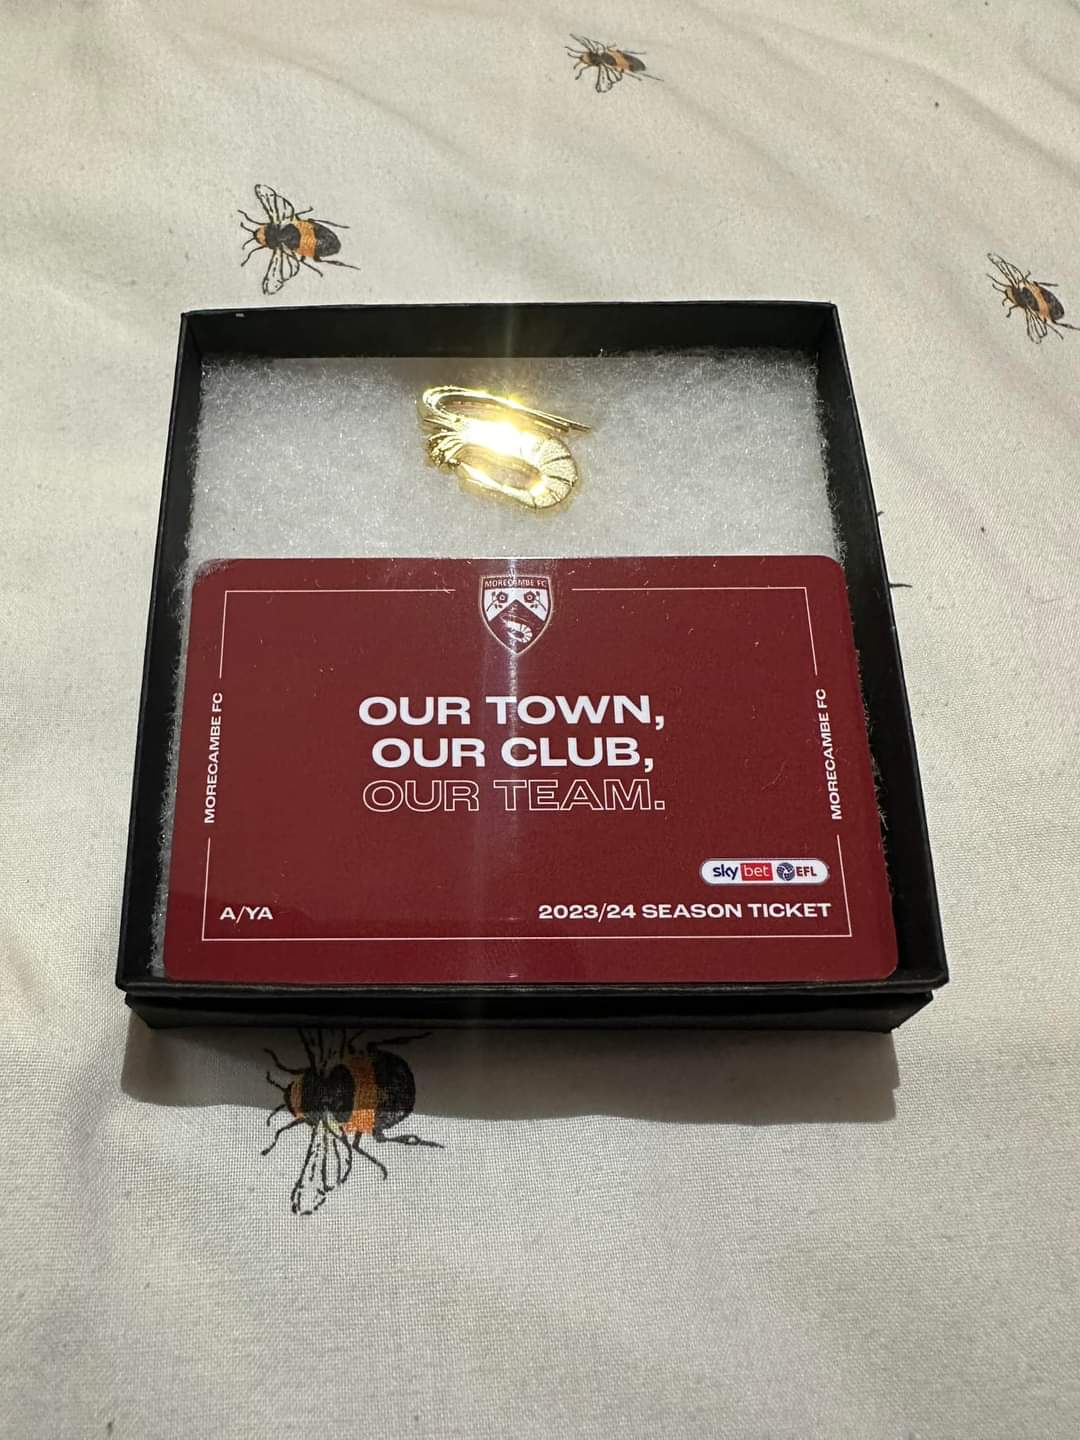 MORECAMBE FC
OUR TOWN,
OUR CLUB,
OUR TEAM.
MORECAMBE FC
MORECAMBE FC
sky bet EFL
A/YA
2023/24 SEASON TICKET